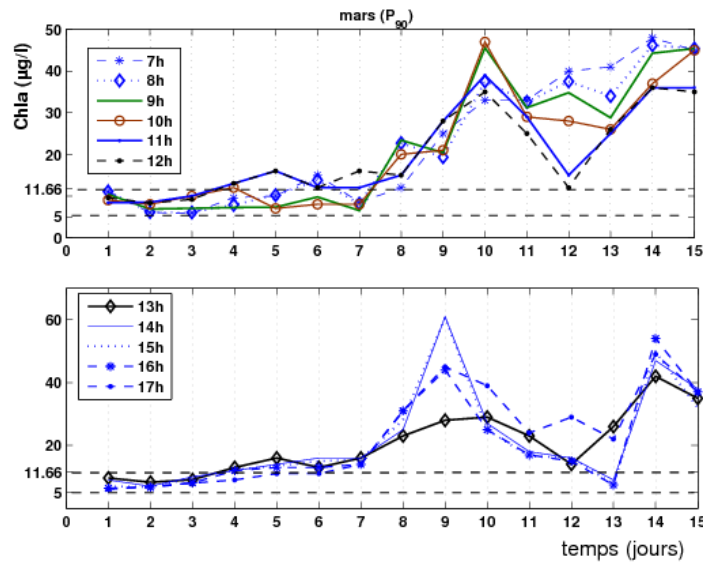 mars (P90)
Chla (µg/l)
50
40
30
20
11.66
5
0
7h
8h
9h
10h
11h
12h
0 1 2 3 4 5 6 7 8 9 10 11 12 13 14 15
60
40
20
11.66
5
13h
14h
15h
16h
17h
0 1 2 3 4 5 6 7 8 9 10 11 12 13 14 15
temps (jours)